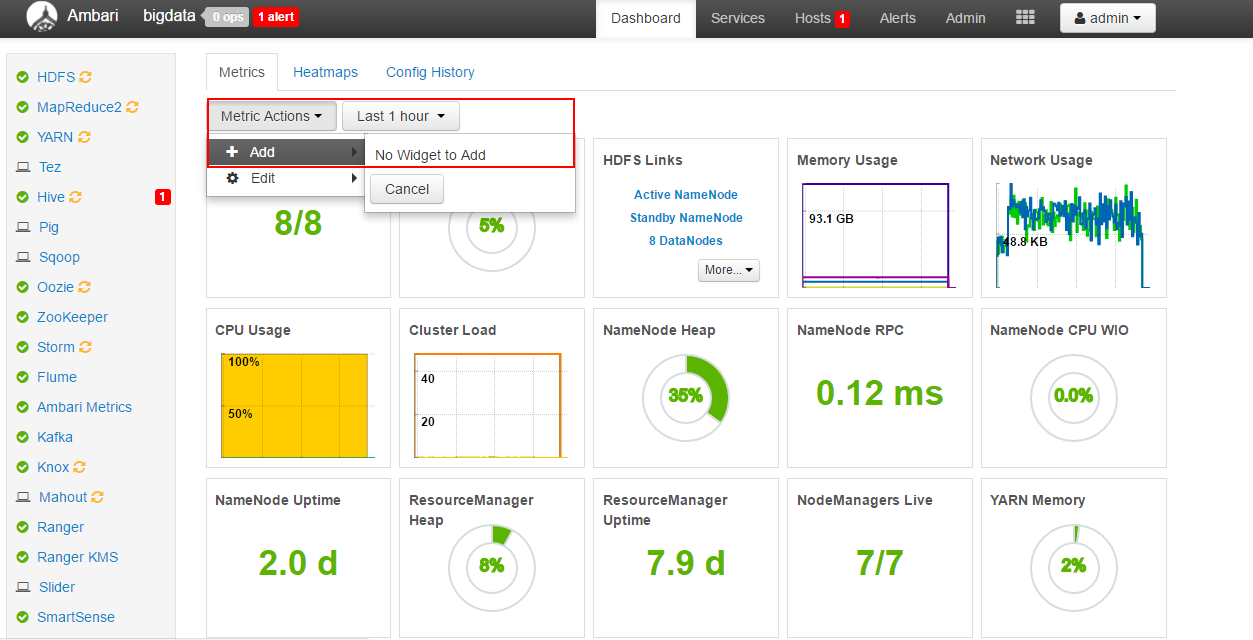 Ambari bigdata 0 ops 1 alert Dashboard Services Hosts 1 Alerts Admin admin
HDFS
MapReduce2
YARN
Tez
Hive 1
Pig
Sqoop
Oozie
ZooKeeper
Storm
Flume
Ambari Metrics
Kafka
Knox
Mahout
Ranger
Ranger KMS
Slider
SmartSense
Metrics Heatmaps Config History
Metric Actions Last 1 hour
Add
Edit
No Widget to Add
Cancel
8/8
5%
HDFS Links
Active NameNode
Standby NameNode
8 DataNodes
More...
Memory Usage
93.1 GB
Network Usage
48.8 KB
CPU Usage
100%
50%
Cluster Load
40
20
NameNode Heap
35%
NameNode RPC
0.12 ms
NameNode CPU WIO
0.0%
NameNode Uptime
2.0 d
ResourceManager
Heap
8%
ResourceManager
Uptime
7.9 d
NodeManagers Live
7/7
YARN Memory
2%